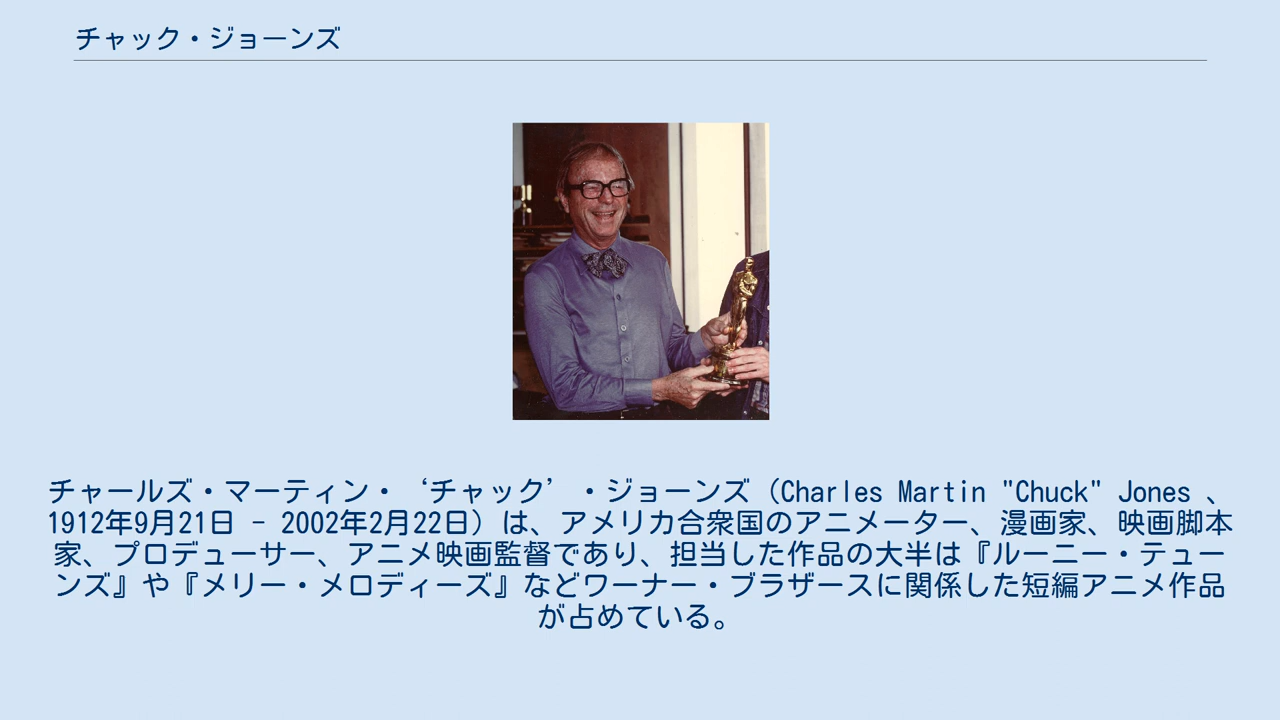 チャック・ジョーンズ
チャールズ・マーティン・‘チャック’・ジョーンズ（Charles Martin "Chuck" Jones 、
1912年9月21日 - 2002年2月22日）は、アメリカ合衆国のアニメーター、漫画家、映画脚本
家、プロデューサー、アニメ映画監督であり、担当した作品の大半は『ルーニー・テュー
ンズ』や『メリー・メロディーズ』などワーナー・ブラザースに関係した短編アニメ作品
が占めている。